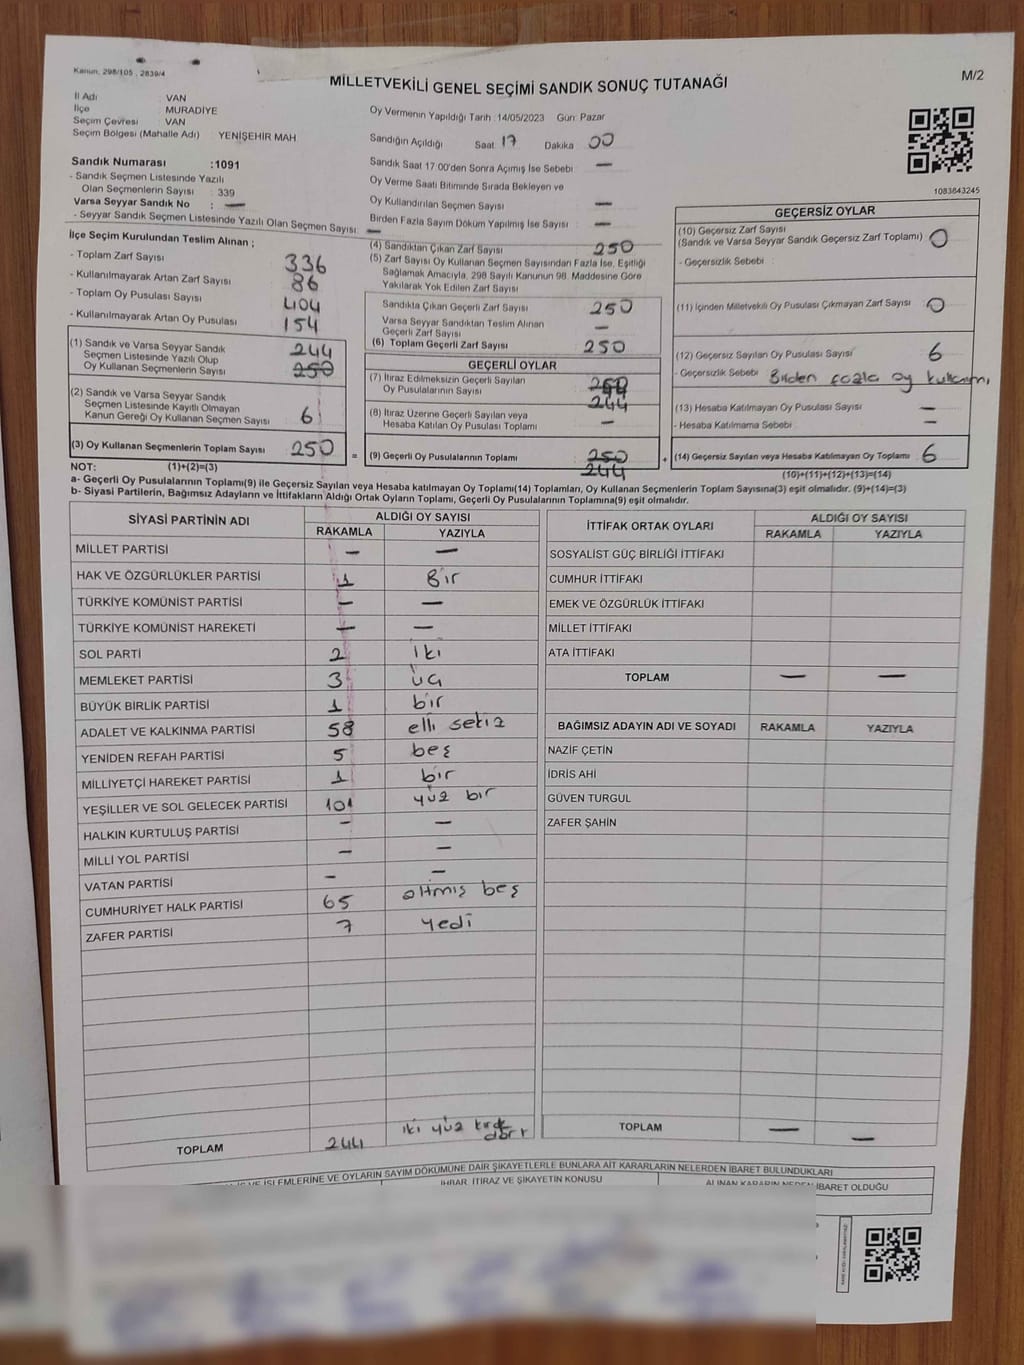 Kanun, 298/105 , 2839/4
MİLLETVEKİLİ GENEL SEÇİMİ SANDIK SONUÇ TUTANAĞI
M/2
İl Adı : VAN
İlçe : MURADİYE
Seçim Çevresi : VAN
Seçim Bölgesi (Mahalle Adı) : YENİŞEHİR MAH
Sandık Numarası : 1091
- Sandık Seçmen Listesinde Yazılı
Olan Seçmenlerin Sayısı : 339
Varsa Seyyar Sandık No : —
- Seyyar Sandık Seçmen Listesinde Yazılı Olan Seçmen Sayısı: —
Oy Vermenin Yapıldığı Tarih :14/05/2023 Gün: Pazar
Sandığın Açıldığı Saat 17 Dakika 00
Sandık Saat 17:00'den Sonra Açımış İse Sebebi : —
Oy Verme Saati Bitiminde Sırada Bekleyen ve
Oy Kullandırılan Seçmen Sayısı : —
Birden Fazla Sayım Döküm Yapılmış İse Sayısı : —
1083643245
İlçe Seçim Kurulundan Teslim Alınan ;
- Toplam Zarf Sayısı 336
- Kullanılmayarak Artan Zarf Sayısı 86
- Toplam Oy Pusulası Sayısı 404
- Kullanılmayarak Artan Oy Pusulası 154
(1) Sandık ve Varsa Seyyar Sandık
Seçmen Listesinde Yazılı Olup
Oy Kullanan Seçmenlerin Sayısı
244
250
(2) Sandık ve Varsa Seyyar Sandık
Seçmen Listesinde Kayıtlı Olmayan
Kanun Gereği Oy Kullanan Seçmen Sayısı 6
(3) Oy Kullanan Seçmenlerin Toplam Sayısı 250
(4) Sandıktan Çıkan Zarf Sayısı 250
(5) Zarf Sayısı Oy Kullanan Seçmen Sayısından Fazla İse, Eşitliği
Sağlamak Amacıyla, 298 Sayılı Kanunun 98. Maddesine Göre
Yakılarak Yok Edilen Zarf Sayısı
Sandıkta Çıkan Geçerli Zarf Sayısı 250
Varsa Seyyar Sandıktan Teslim Alınan
Geçerli Zarf Sayısı —
(6) Toplam Geçerli Zarf Sayısı 250
GEÇERLİ OYLAR
(7) İtiraz Edilmeksizin Geçerli Sayılan
Oy Pusulalarının Sayısı
244
(8) İtiraz Üzerine Geçerli Sayılan veya
Hesaba Katılan Oy Pusulası Toplamı —
= (9) Geçerli Oy Pusulalarının Toplamı 250
244
GEÇERSİZ OYLAR
(10) Geçersiz Zarf Sayısı
(Sandık ve Varsa Seyyar Sandık Geçersiz Zarf Toplamı) 0
- Geçersizlik Sebebi :
(11) İçinden Milletvekili Oy Pusulası Çıkmayan Zarf Sayısı 0
(12) Geçersiz Sayılan Oy Pusulası Sayısı 6
- Geçersizlik Sebebi : Birden fazla oy kullanımı
(13) Hesaba Katılmayan Oy Pusulası Sayısı —
- Hesaba Katılmama Sebebi : —
+ (14) Geçersiz Sayılan veya Hesaba Katılmayan Oy Toplamı 6
NOT: (1)+(2)=(3)
(10)+(11)+(12)+(13)=(14)
a- Geçerli Oy Pusulalarının Toplamı(9) ile Geçersiz Sayılan veya Hesaba katılmayan Oy Toplamı(14) Toplamları, Oy Kullanan Seçmenlerin Toplam Sayısına(3) eşit olmalıdır. (9)+(14)=(3)
b- Siyasi Partilerin, Bağımsız Adayların ve İttifakların Aldığı Ortak Oyların Toplamı, Geçerli Oy Pusulalarının Toplamına(9) eşit olmalıdır.
SİYASİ PARTİNİN ADI ALDIĞI OY SAYISI
RAKAMLA YAZIYLA
MİLLET PARTİSİ — —
HAK VE ÖZGÜRLÜKLER PARTİSİ 1 Bir
TÜRKİYE KOMÜNİST PARTİSİ — —
TÜRKİYE KOMÜNİST HAREKETİ — —
SOL PARTİ 2 iki
MEMLEKET PARTİSİ 3 üç
BÜYÜK BİRLİK PARTİSİ 1 bir
ADALET VE KALKINMA PARTİSİ 58 elli sekiz
YENİDEN REFAH PARTİSİ 5 beş
MİLLİYETÇİ HAREKET PARTİSİ 1 bir
YEŞİLLER VE SOL GELECEK PARTİSİ 101 yüz bir
HALKIN KURTULUŞ PARTİSİ — —
MİLLİ YOL PARTİSİ — —
VATAN PARTİSİ — —
CUMHURİYET HALK PARTİSİ 65 altmış beş
ZAFER PARTİSİ 7 yedi
TOPLAM 244 iki yüz kırk dört
İTTİFAK ORTAK OYLARI ALDIĞI OY SAYISI
RAKAMLA YAZIYLA
SOSYALİST GÜÇ BİRLİĞİ İTTİFAKI
CUMHUR İTTİFAKI
EMEK VE ÖZGÜRLÜK İTTİFAKI
MİLLET İTTİFAKI
ATA İTTİFAKI
TOPLAM — —
BAĞIMSIZ ADAYIN ADI VE SOYADI RAKAMLA YAZIYLA
NAZİF ÇETİN
İDRİS AHİ
GÜVEN TURGUL
ZAFER ŞAHİN
TOPLAM — —
VE İŞLEMLERİNE VE OYLARIN SAYIM DÖKÜMÜNE DAİR ŞİKAYETLERLE BUNLARA AİT KARARLARIN NELERDEN İBARET BULUNDUKLARI
İHBAR, İTİRAZ VE ŞİKAYETİN KONUSU
ALINAN KARARIN NEDEN İBARET OLDUĞU